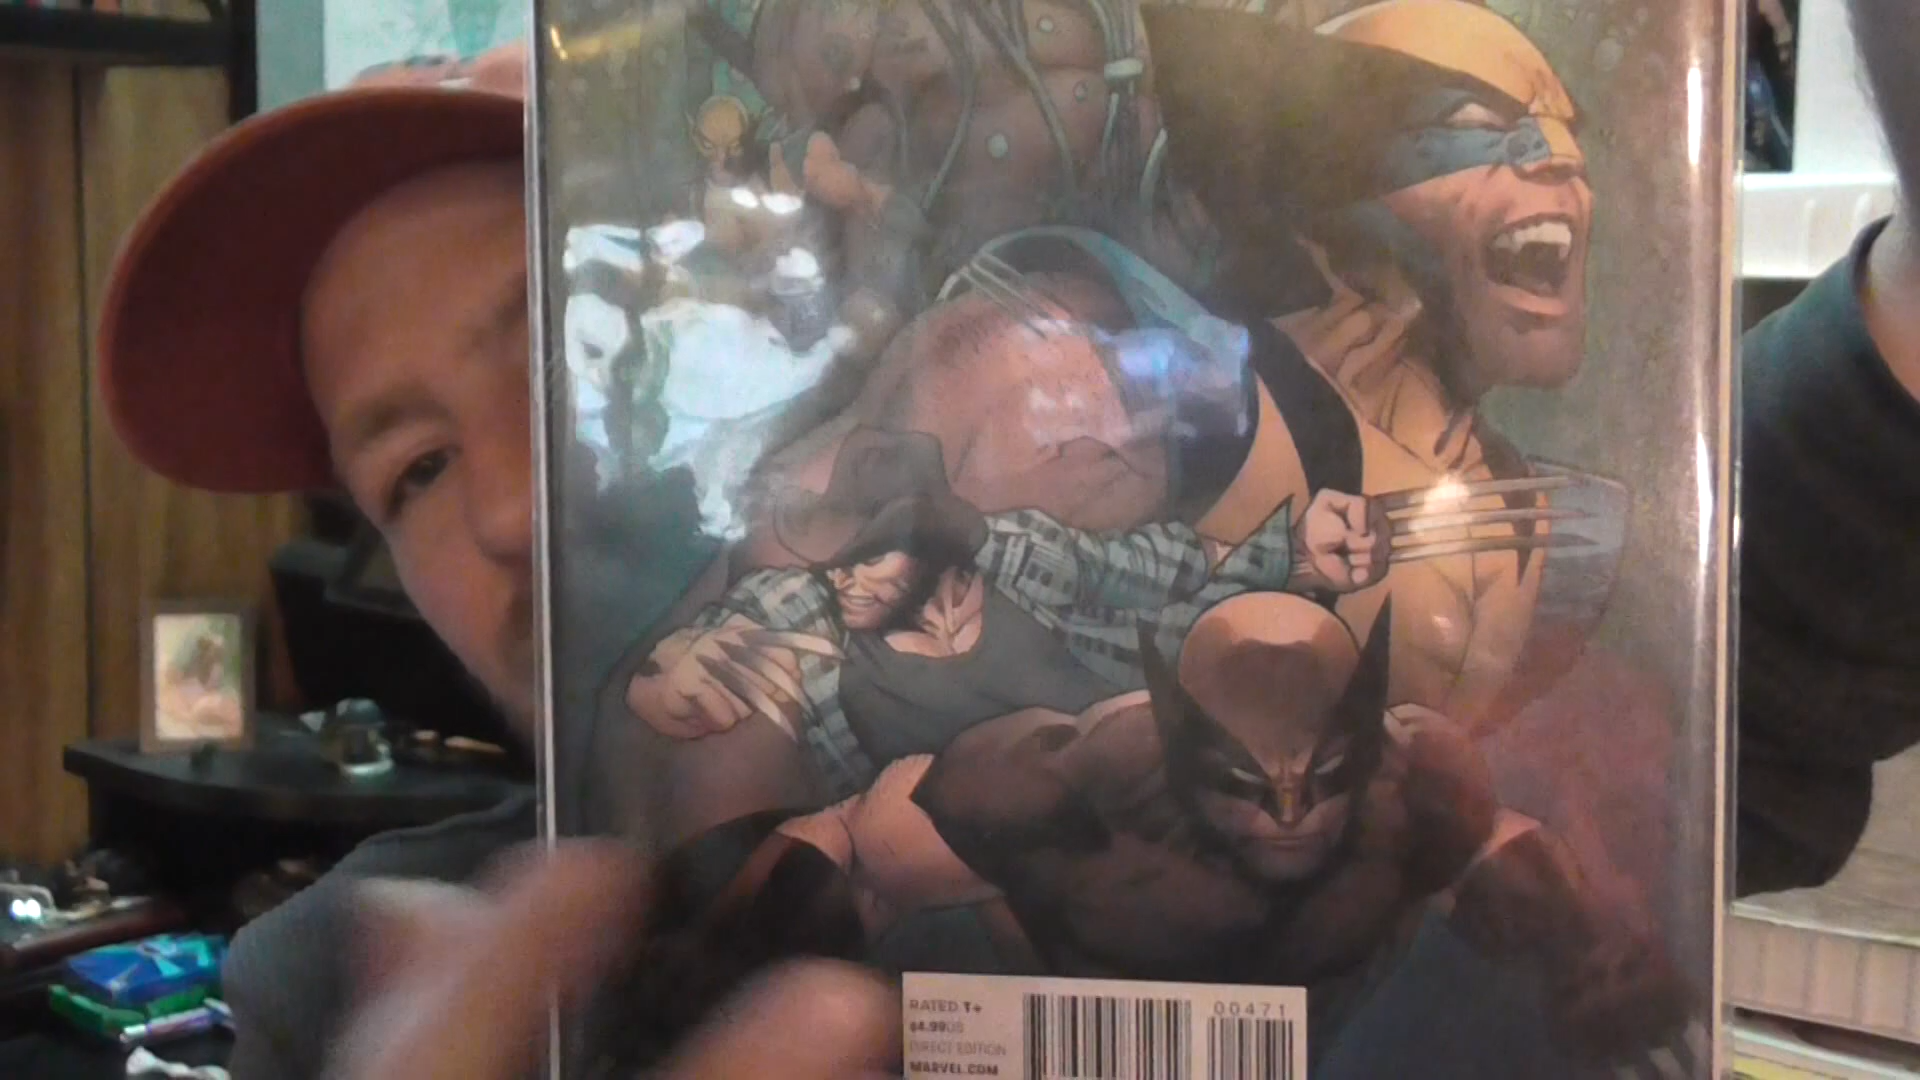 RATED T+
$4.99US
DIRECT EDITION
MARVEL.COM
00471